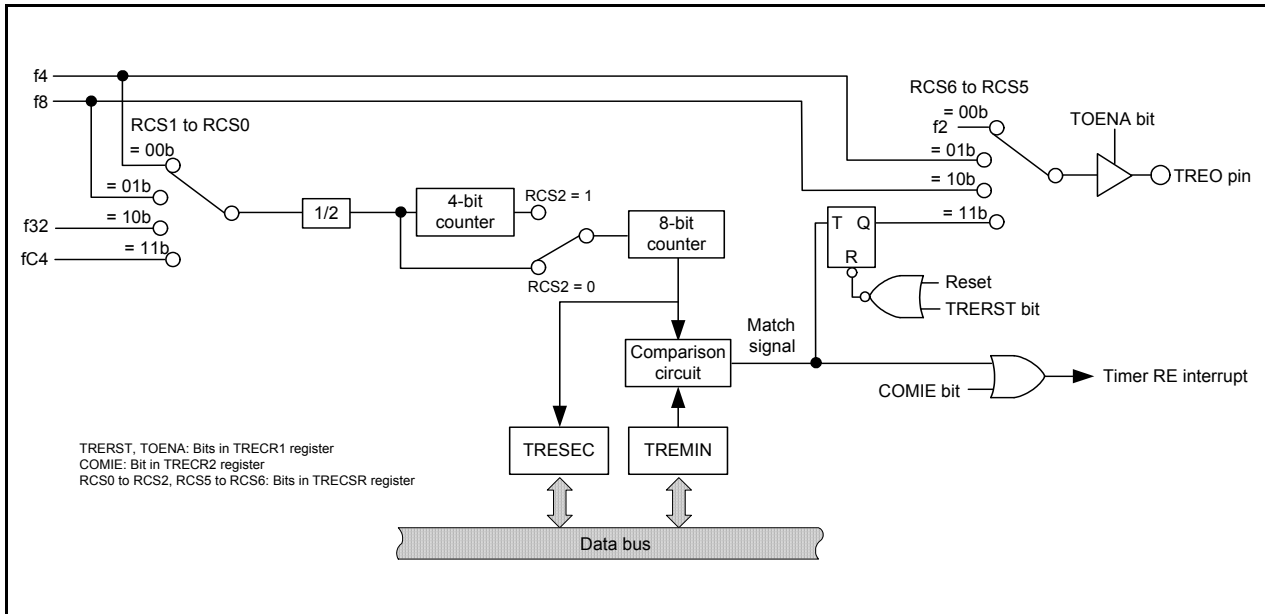 f4
f8
RCS1 to RCS0
= 00b
= 01b
f32
= 10b
fC4
= 11b
1/2
4-bit
counter
RCS2 = 1
RCS2 = 0
8-bit
counter
RCS6 to RCS5
= 00b
f2
= 01b
= 10b
= 11b
TOENA bit
TREO pin
T Q
R
Reset
TRERST bit
Match
signal
Comparison
circuit
COMIE bit
Timer RE interrupt
TRESEC
TREMIN
TRERST, TOENA: Bits in TRECR1 register
COMIE: Bit in TRECR2 register
RCS0 to RCS2, RCS5 to RCS6: Bits in TRECSR register
Data bus